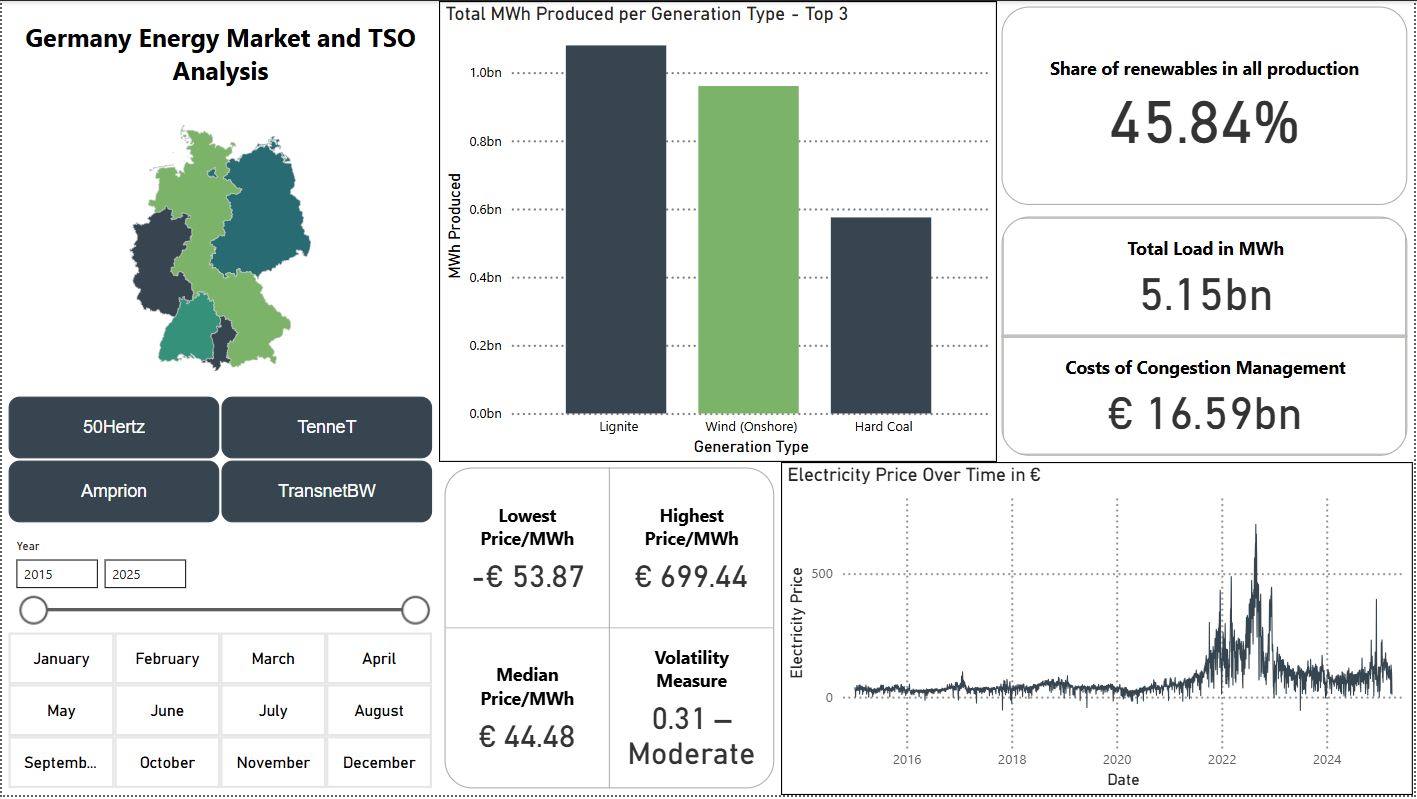 Germany Energy Market and TSO
Analysis
50Hertz
TenneT
Amprion
TransnetBW
Year
2015
2025
January
February
March
April
May
June
July
August
Septemb...
October
November
December
Total MWh Produced per Generation Type - Top 3
MWh Produced
1.0bn
0.8bn
0.6bn
0.4bn
0.2bn
0.0bn
Lignite
Wind (Onshore)
Hard Coal
Generation Type
Share of renewables in all production
45.84%
Total Load in MWh
5.15bn
Costs of Congestion Management
€ 16.59bn
Lowest
Price/MWh
-€ 53.87
Highest
Price/MWh
€ 699.44
Median
Price/MWh
€ 44.48
Volatility
Measure
0.31 –
Moderate
Electricity Price Over Time in €
Electricity Price
500
0
2016
2018
2020
2022
2024
Date